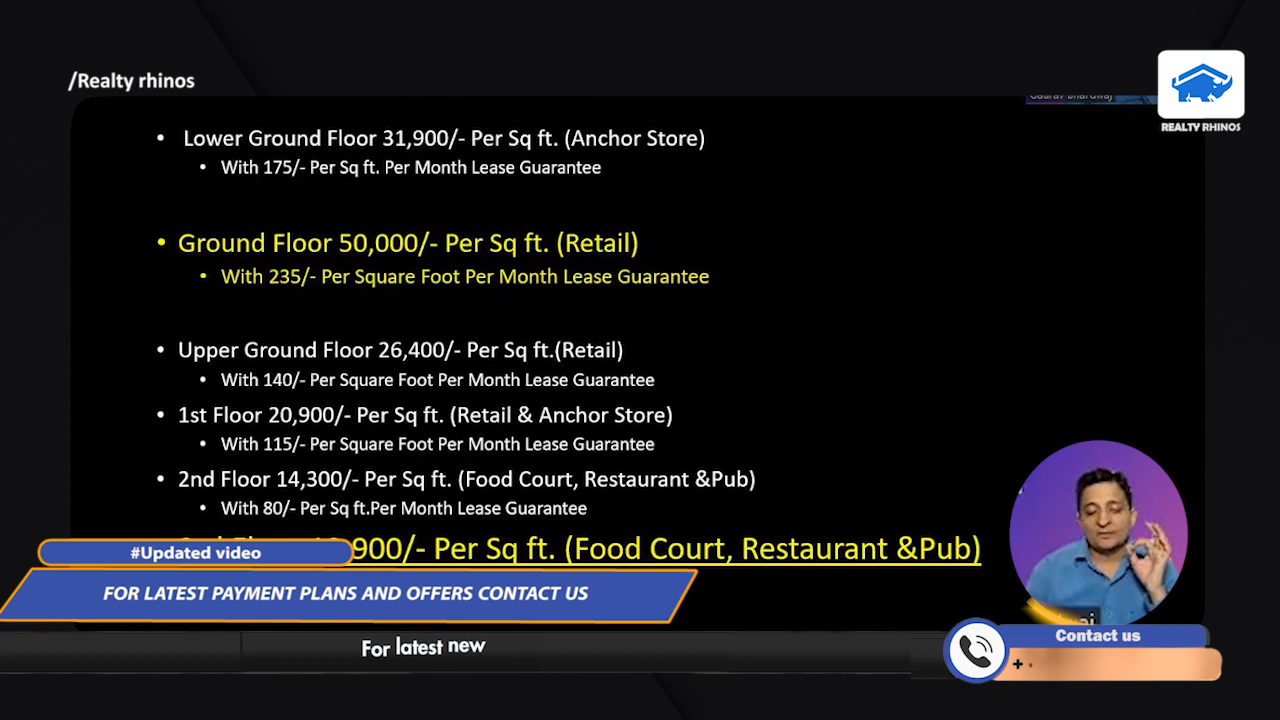 /Realty rhinos
REALTY RHINOS
Gaurav Bhardwaj
• Lower Ground Floor 31,900/- Per Sq ft. (Anchor Store)
• With 175/- Per Sq ft. Per Month Lease Guarantee
• Ground Floor 50,000/- Per Sq ft. (Retail)
• With 235/- Per Square Foot Per Month Lease Guarantee
• Upper Ground Floor 26,400/- Per Sq ft.(Retail)
• With 140/- Per Square Foot Per Month Lease Guarantee
• 1st Floor 20,900/- Per Sq ft. (Retail & Anchor Store)
• With 115/- Per Square Foot Per Month Lease Guarantee
• 2nd Floor 14,300/- Per Sq ft. (Food Court, Restaurant &Pub)
• With 80/- Per Sq ft.Per Month Lease Guarantee
900/- Per Sq ft. (Food Court, Restaurant &Pub)
#Updated video
FOR LATEST PAYMENT PLANS AND OFFERS CONTACT US
For latest new
Contact us
+ 9